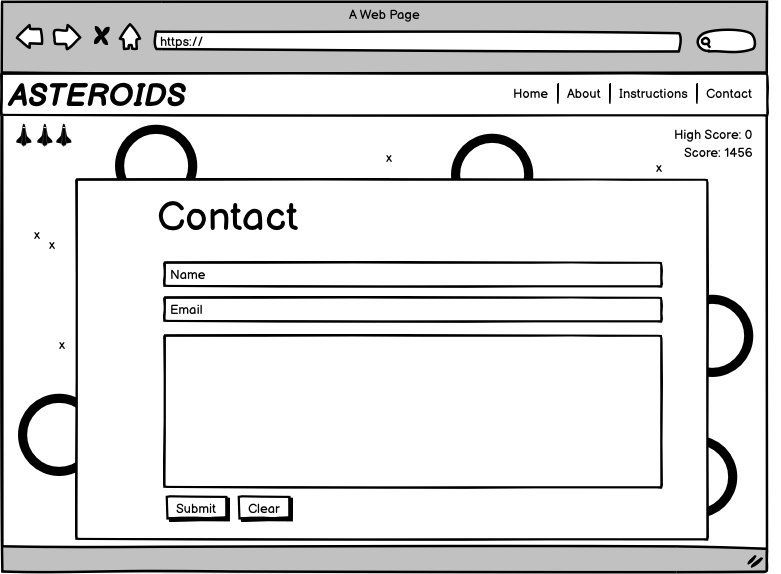 A Web Page
https://
ASTEROIDS
Home | About | Instructions | Contact
High Score: 0
Score: 1456
x
x
x
x
Contact
Name
Email
x
Submit
Clear